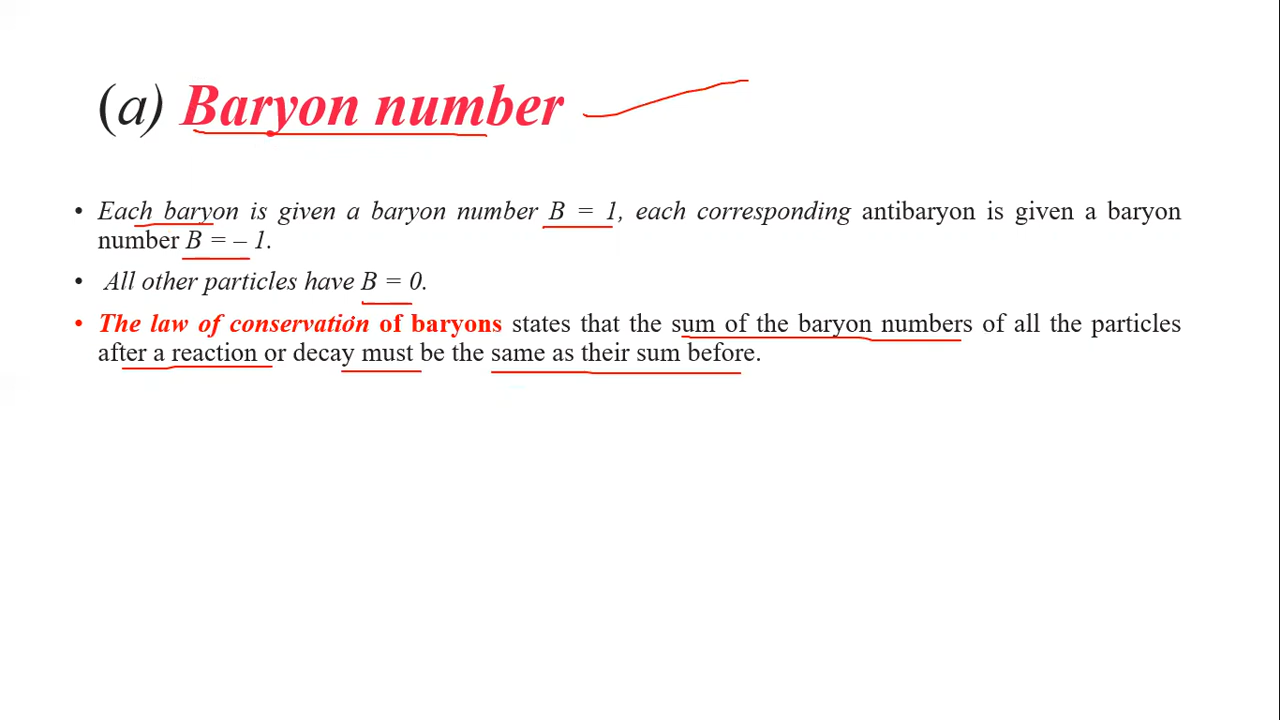 (a) Baryon number
• Each baryon is given a baryon number B = 1, each corresponding antibaryon is given a baryon
number B = – 1.
• All other particles have B = 0.
• The law of conservation of baryons states that the sum of the baryon numbers of all the particles
after a reaction or decay must be the same as their sum before.